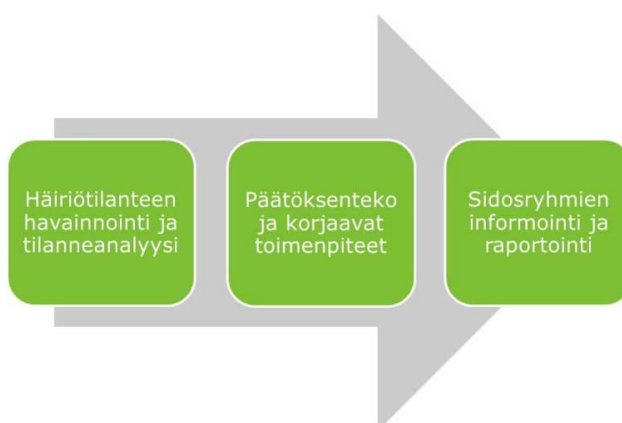 Häiriötilanteen
havainnointi ja
tilanneanalyysi
Päätöksenteko
ja korjaavat
toimenpiteet
Sidosryhmien
informointi ja
raportointi